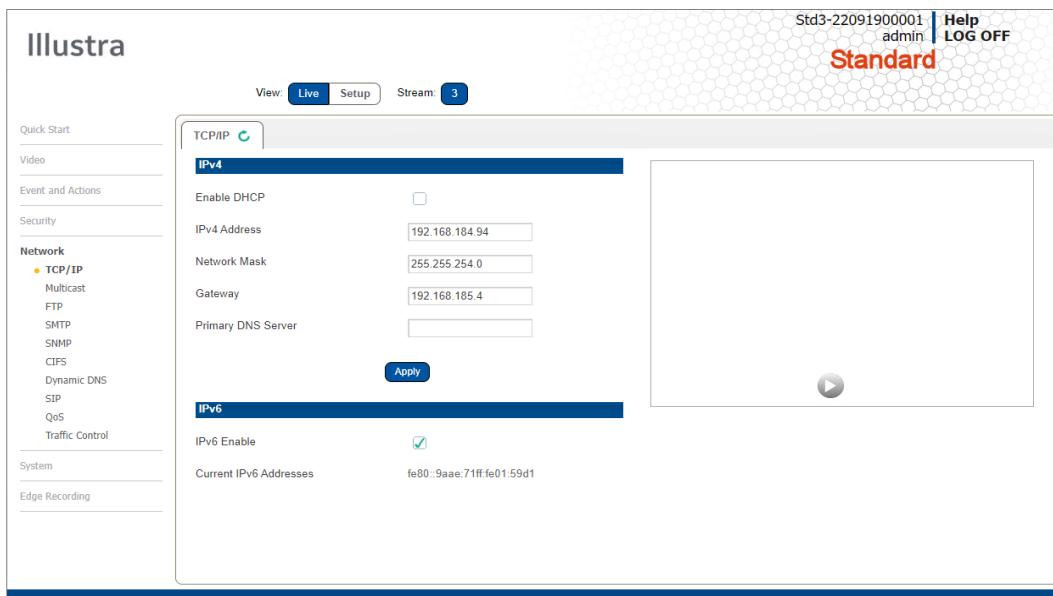 Illustra
Std3-22091900001 Help
admin LOG OFF
Standard
View: Live Setup Stream: 3
Quick Start
Video
Event and Actions
Security
Network
TCP/IP
Multicast
FTP
SMTP
SNMP
CIFS
Dynamic DNS
SIP
QoS
Traffic Control
System
Edge Recording
TCP/IP
IPv4
Enable DHCP
IPv4 Address 192.168.184.94
Network Mask 255.255.254.0
Gateway 192.168.185.4
Primary DNS Server
Apply
IPv6
IPv6 Enable
Current IPv6 Addresses fe80::9aae:71ff:fe01:59d1